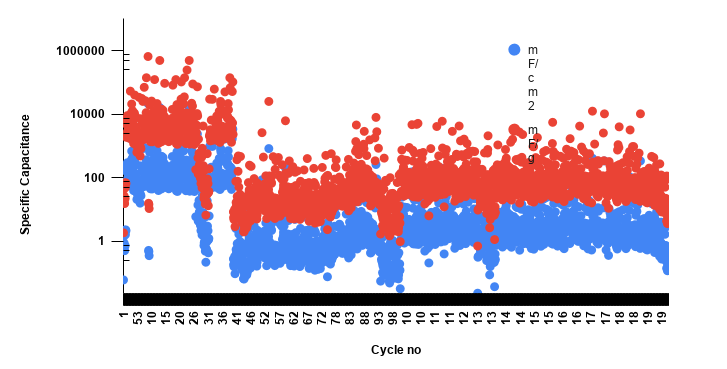 1000000
10000
100
1
Specific Capacitance
m
F/
c
m
2
m
F/
g
1 53 10 15 20 26 31 36 41 46 52 57 62 67 72 78 83 88 93 98 10 10 11 11 12 13 13 14 14 15 15 16 17 17 18 18 19 19
Cycle no